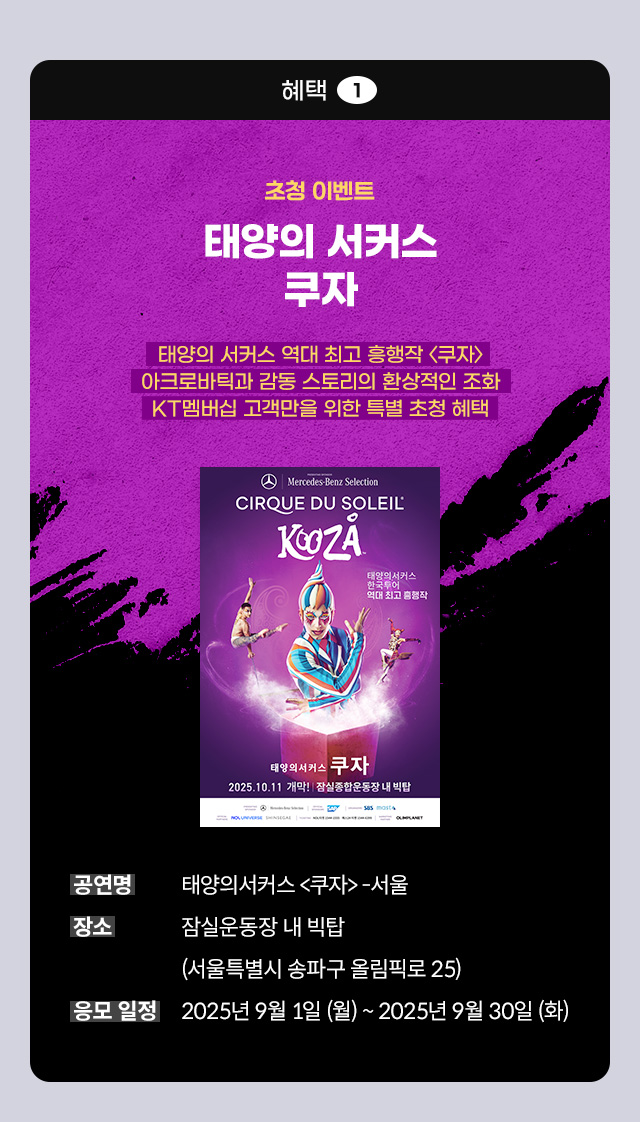 혜택 1
초청 이벤트
태양의 서커스
쿠자
태양의 서커스 역대 최고 흥행작 <쿠자>
아크로바틱과 감동 스토리의 환상적인 조화
KT멤버십 고객만을 위한 특별 초청 혜택
Mercedes-Benz Selection
CIRQUE DU SOLEIL
KOOZA
태양의서커스
한국투어
역대 최고 흥행작
태양의서커스 쿠자
2025.10.11 개막! 잠실종합운동장 내 빅탑
Mercedes-Benz Selection SAP SBS most
NOL UNIVERSE SHINSEGAE OLIMPLANET
공연명 태양의서커스 <쿠자> -서울
장소 잠실운동장 내 빅탑
(서울특별시 송파구 올림픽로 25)
응모 일정 2025년 9월 1일 (월) ~ 2025년 9월 30일 (화)